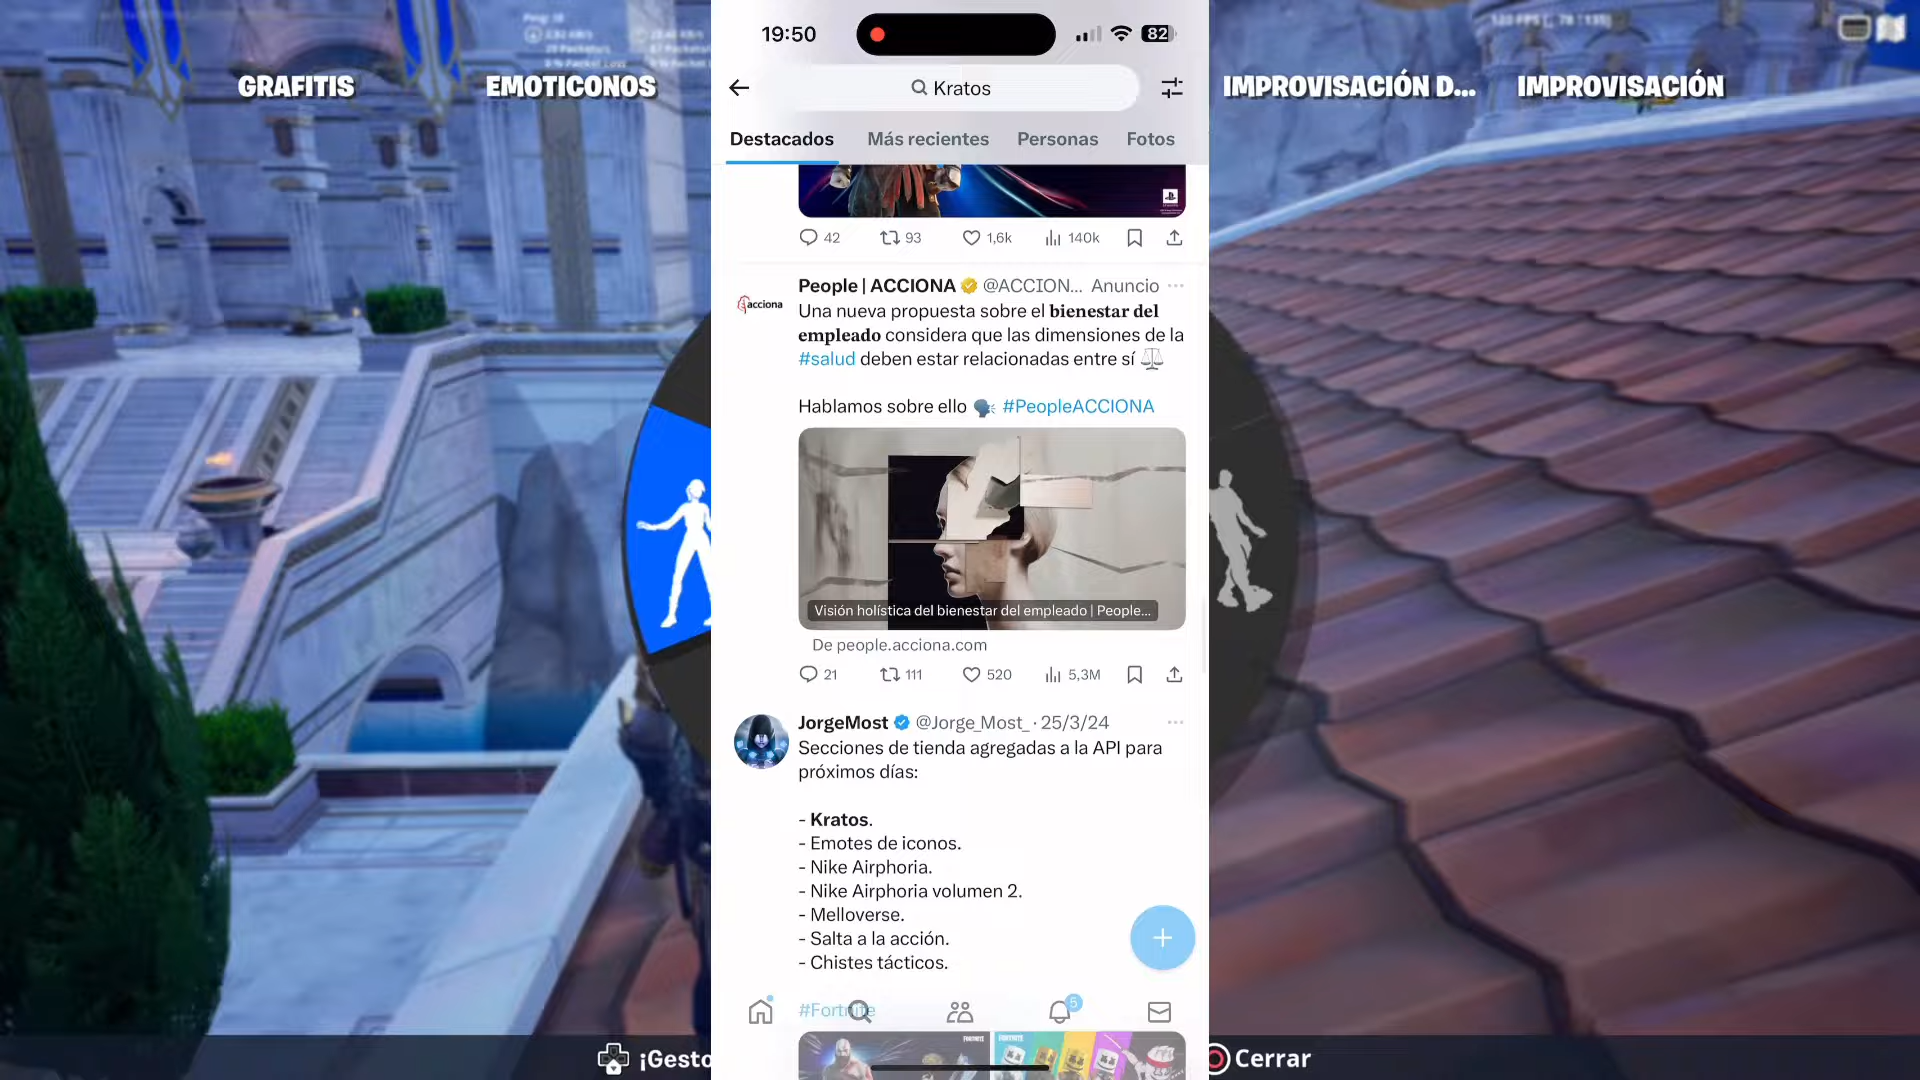 GRAFITIS
EMOTICONOS
IMPROVISACIÓN D...
IMPROVISACIÓN
19:50
82
Kratos
Destacados
Más recientes
Personas
Fotos
42
93
1,6k
140k
People | ACCIONA @ACCION... Anuncio
acciona
Una nueva propuesta sobre el bienestar del
empleado considera que las dimensiones de la
#salud deben estar relacionadas entre sí
Hablamos sobre ello #PeopleACCIONA
Visión holística del bienestar del empleado | People...
De people.acciona.com
21
111
520
5,3M
JorgeMost @Jorge_Most_ · 25/3/24
Secciones de tienda agregadas a la API para
próximos días:
- Kratos.
- Emotes de iconos.
- Nike Airphoria.
- Nike Airphoria volumen 2.
- Melloverse.
- Salta a la acción.
- Chistes tácticos.
#Fortnite
5
FORTNITE
FORTNITE
¡Gesto
Cerrar